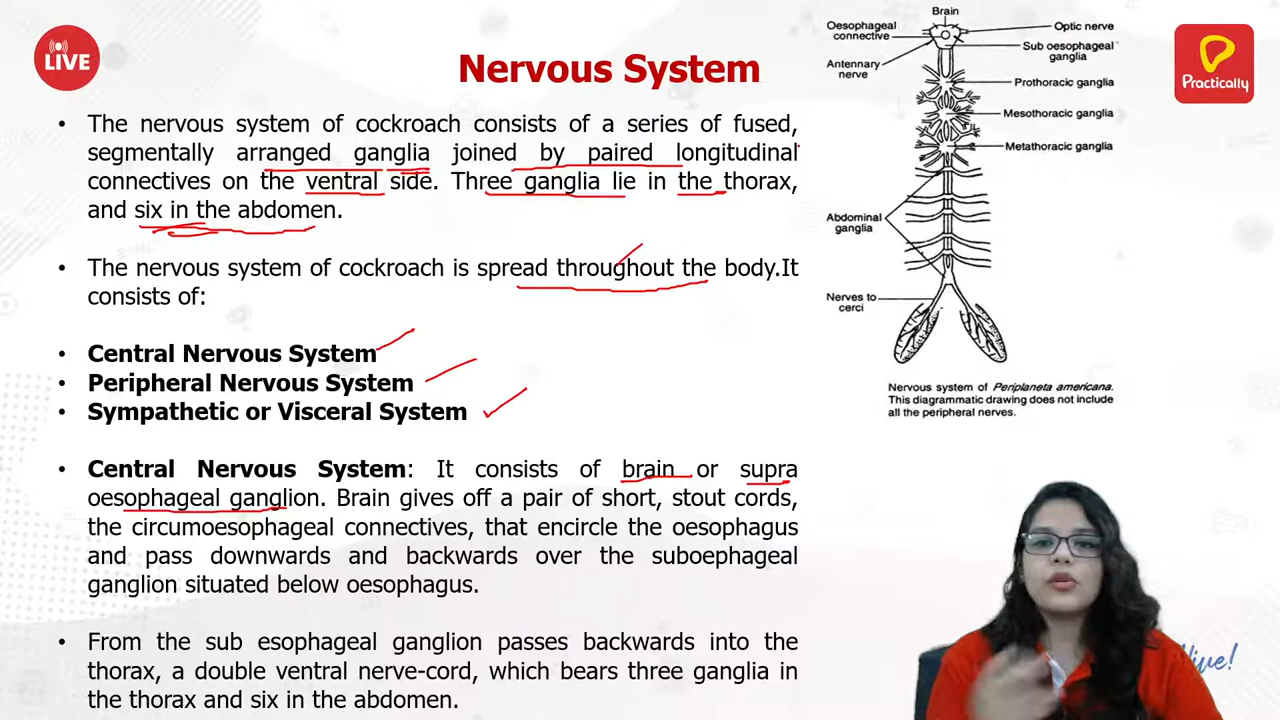 LIVE
Nervous System
Practically
• The nervous system of cockroach consists of a series of fused,
segmentally arranged ganglia joined by paired longitudinal
connectives on the ventral side. Three ganglia lie in the thorax,
and six in the abdomen.
• The nervous system of cockroach is spread throughout the body.It
consists of:
• Central Nervous System
• Peripheral Nervous System
• Sympathetic or Visceral System
• Central Nervous System: It consists of brain or supra
oesophageal ganglion. Brain gives off a pair of short, stout cords,
the circumoesophageal connectives, that encircle the oesophagus
and pass downwards and backwards over the suboephageal
ganglion situated below oesophagus.
• From the sub esophageal ganglion passes backwards into the
thorax, a double ventral nerve-cord, which bears three ganglia in
the thorax and six in the abdomen.
Brain
Oesophageal
connective
Optic nerve
Sub oesophageal
ganglia
Antennary
nerve
Prothoracic ganglia
Mesothoracic ganglia
Metathoracic ganglia
Abdominal
ganglia
Nerves to
cerci
Nervous system of Periplaneta americana.
This diagrammatic drawing does not include
all the peripheral nerves.